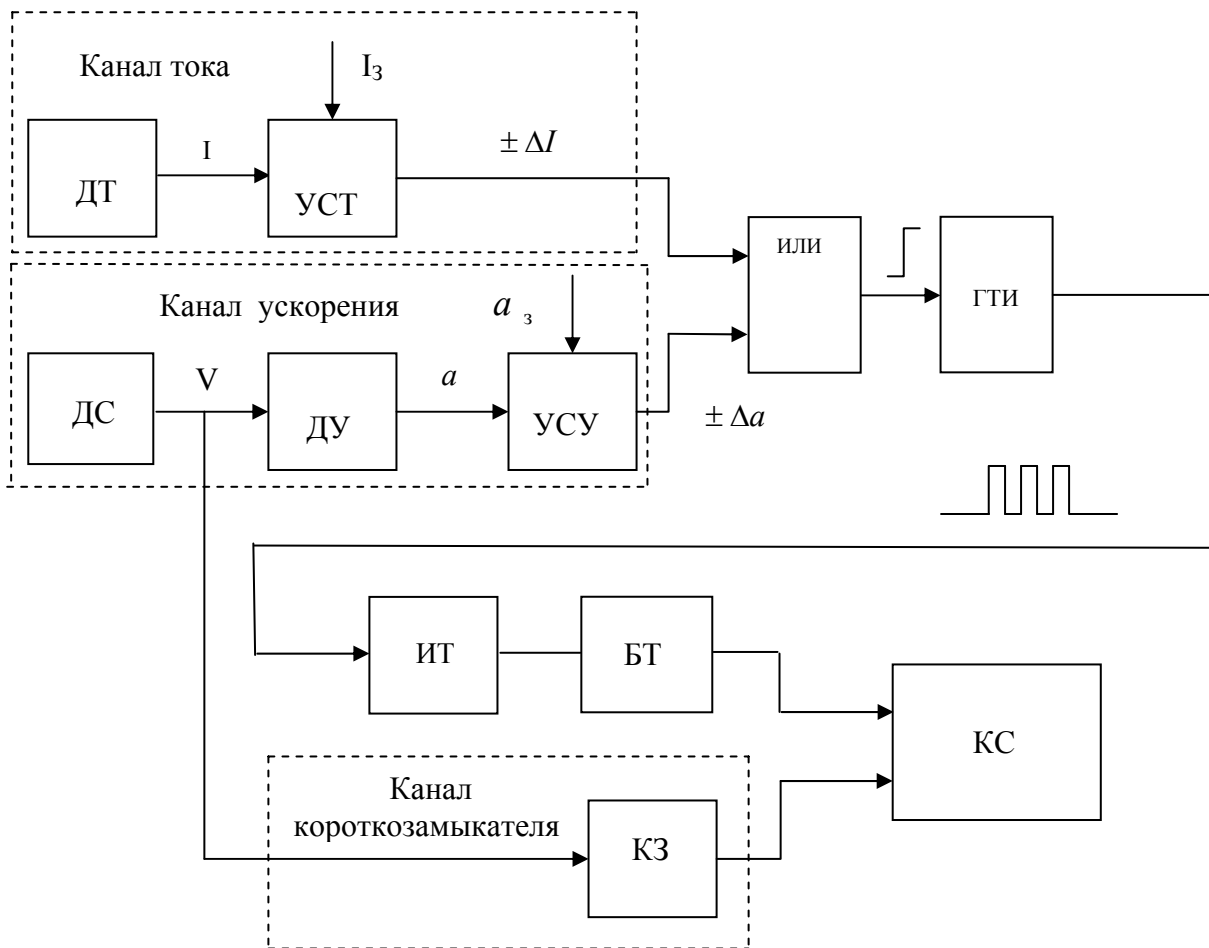 Канал тока
Iз
I
± ΔI
ДТ
УСТ
ИЛИ
ГТИ
Канал ускорения
a з
V
a
ДС
ДУ
УСУ
± Δa
ИТ
БТ
КС
Канал
короткозамыкателя
КЗ